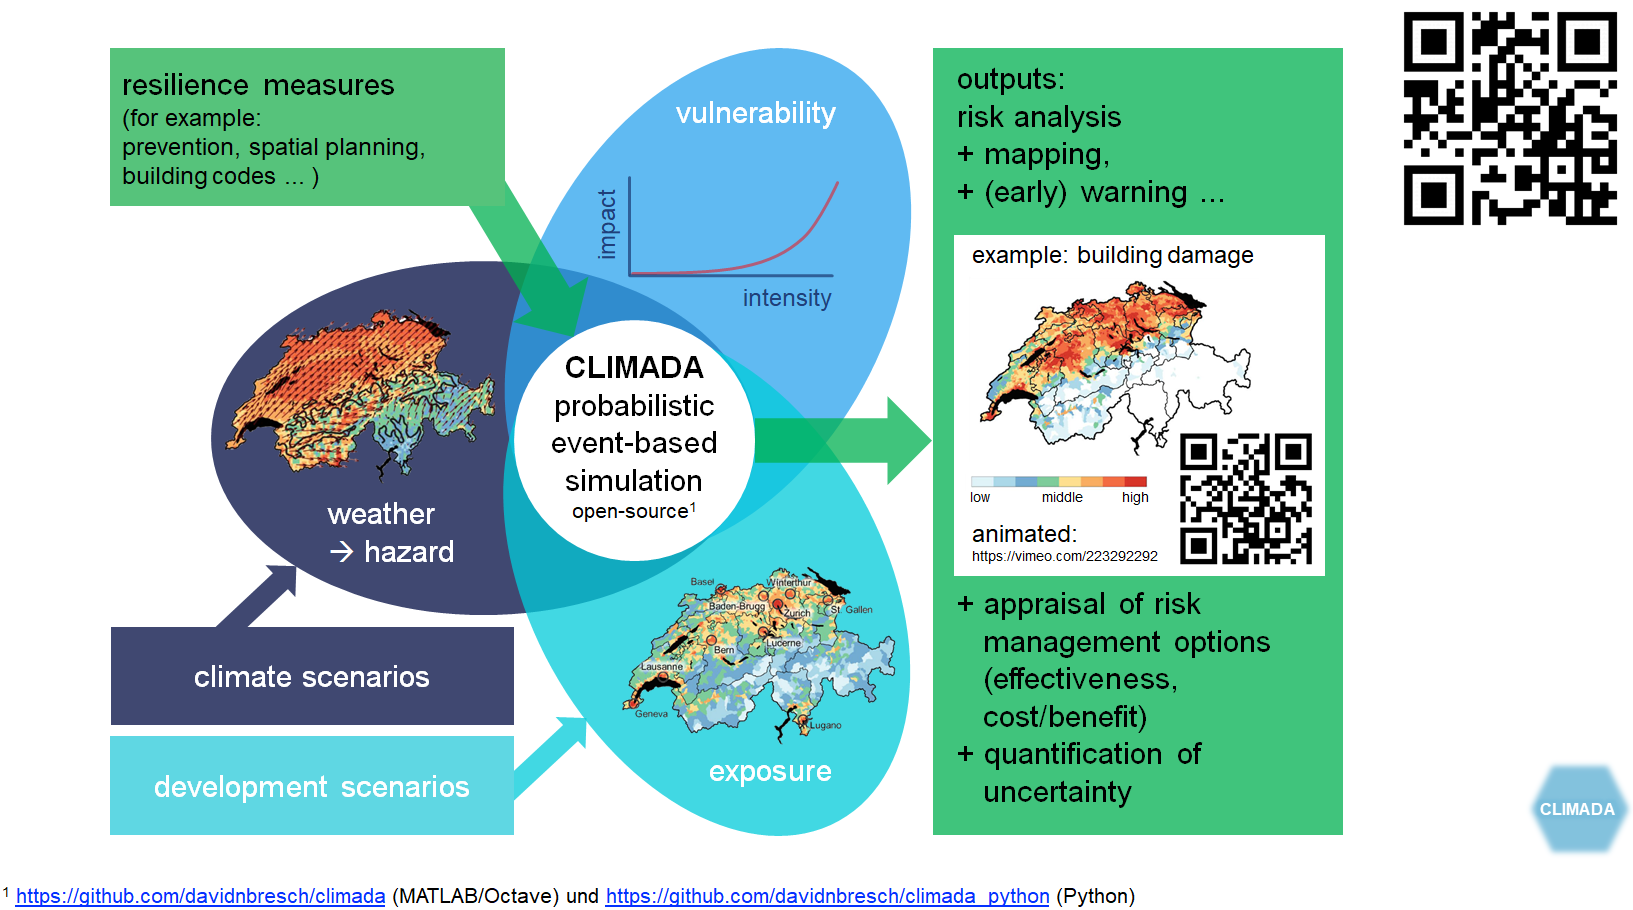 resilience measures
(for example:
prevention, spatial planning,
building codes ... )
vulnerability
impact
intensity
CLIMADA
probabilistic
event-based
simulation
open-source¹
weather
→ hazard
climate scenarios
development scenarios
Basel
Winterthur
Baden-Brugg
Zurich
St. Gallen
Bern
Lucerne
Lausanne
Geneva
Lugano
exposure
outputs:
risk analysis
+ mapping,
+ (early) warning ...
example: building damage
low middle high
animated:
https://vimeo.com/223292292
+ appraisal of risk
management options
(effectiveness,
cost/benefit)
+ quantification of
uncertainty
CLIMADA
¹ https://github.com/davidnbresch/climada (MATLAB/Octave) und https://github.com/davidnbresch/climada_python (Python)